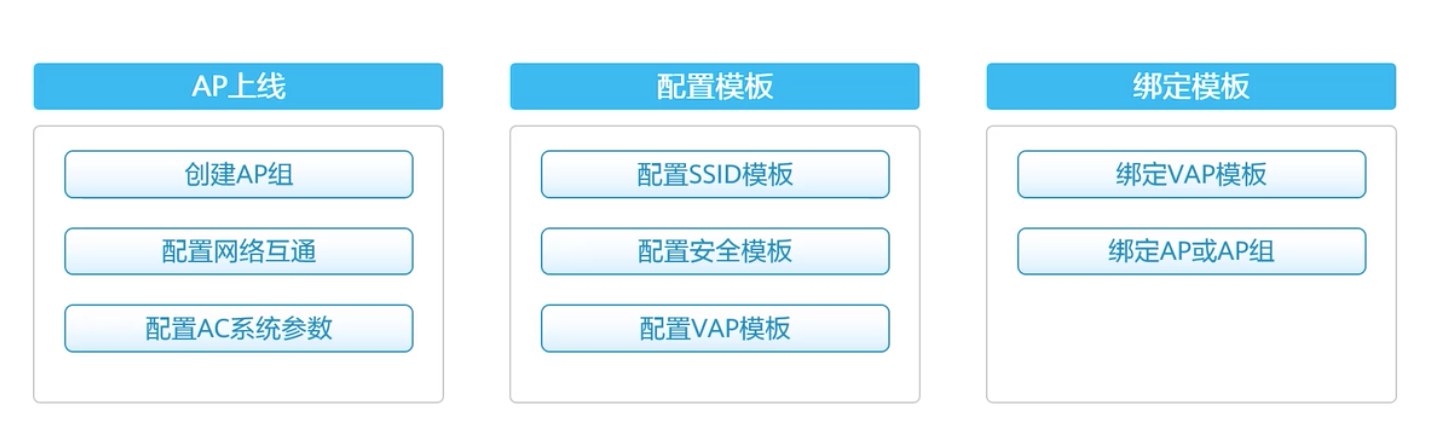 AP上线
创建AP组
配置网络互通
配置AC系统参数
配置模板
配置SSID模板
配置安全模板
配置VAP模板
绑定模板
绑定VAP模板
绑定AP或AP组